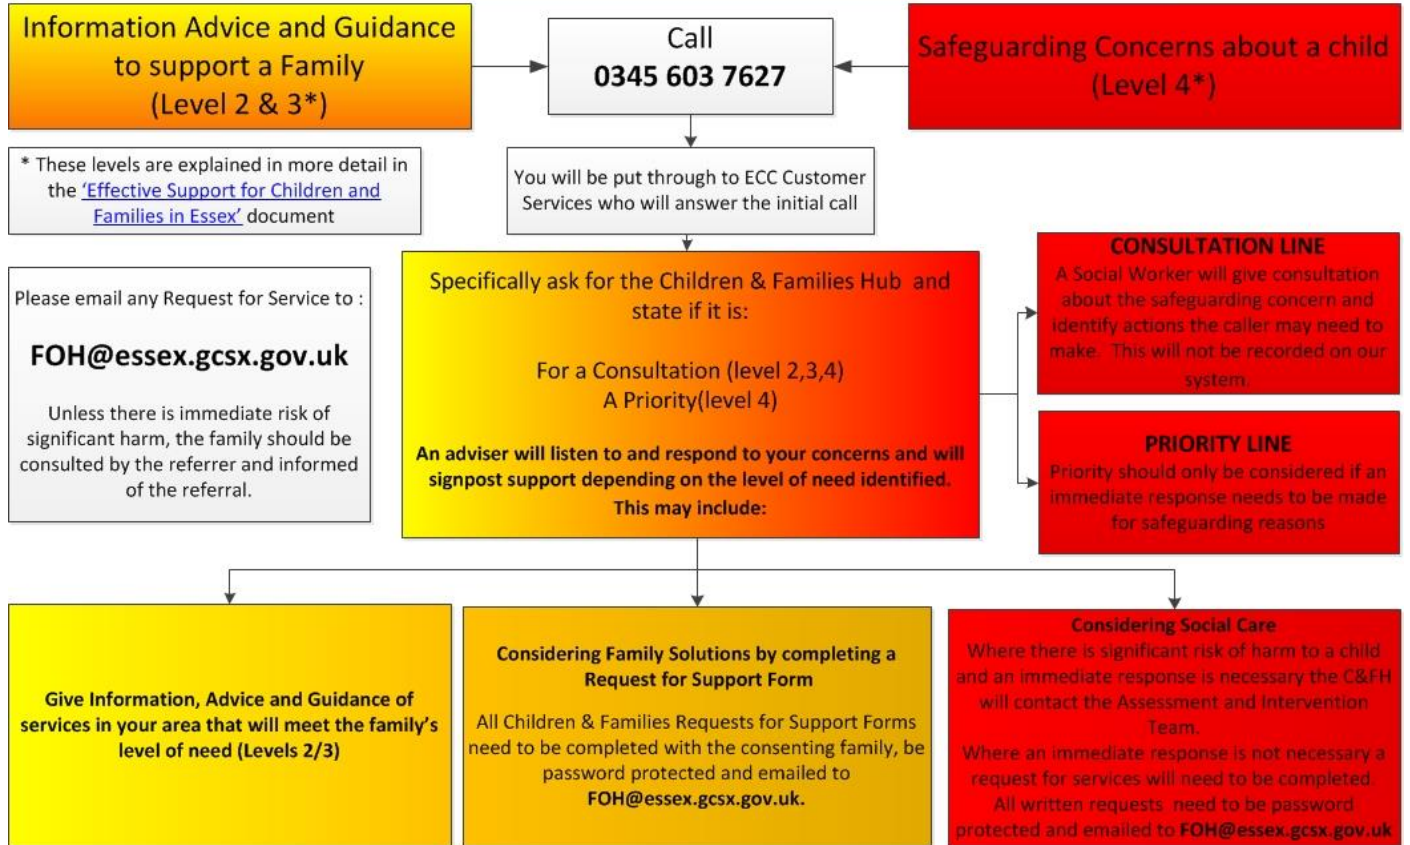 Information Advice and Guidance
to support a Family
(Level 2 & 3*)
Call
0345 603 7627
Safeguarding Concerns about a child
(Level 4*)
* These levels are explained in more detail in
the ‘Effective Support for Children and
Families in Essex’ document
You will be put through to ECC Customer
Services who will answer the initial call
Please email any Request for Service to :
FOH@essex.gcsx.gov.uk
Unless there is immediate risk of
significant harm, the family should be
consulted by the referrer and informed
of the referral.
Specifically ask for the Children & Families Hub and
state if it is:
For a Consultation (level 2,3,4)
A Priority(level 4)
An adviser will listen to and respond to your concerns and will
signpost support depending on the level of need identified.
This may include:
CONSULTATION LINE
A Social Worker will give consultation
about the safeguarding concern and
identify actions the caller may need to
make. This will not be recorded on our
system.
PRIORITY LINE
Priority should only be considered if an
immediate response needs to be made
for safeguarding reasons
Give Information, Advice and Guidance of
services in your area that will meet the family’s
level of need (Levels 2/3)
Considering Family Solutions by completing a
Request for Support Form
All Children & Families Requests for Support Forms
need to be completed with the consenting family, be
password protected and emailed to
FOH@essex.gcsx.gov.uk.
Considering Social Care
Where there is significant risk of harm to a child
and an immediate response is necessary the C&FH
will contact the Assessment and Intervention
Team.
Where an immediate response is not necessary a
request for services will need to be completed.
All written requests need to be password
protected and emailed to FOH@essex.gcsx.gov.uk